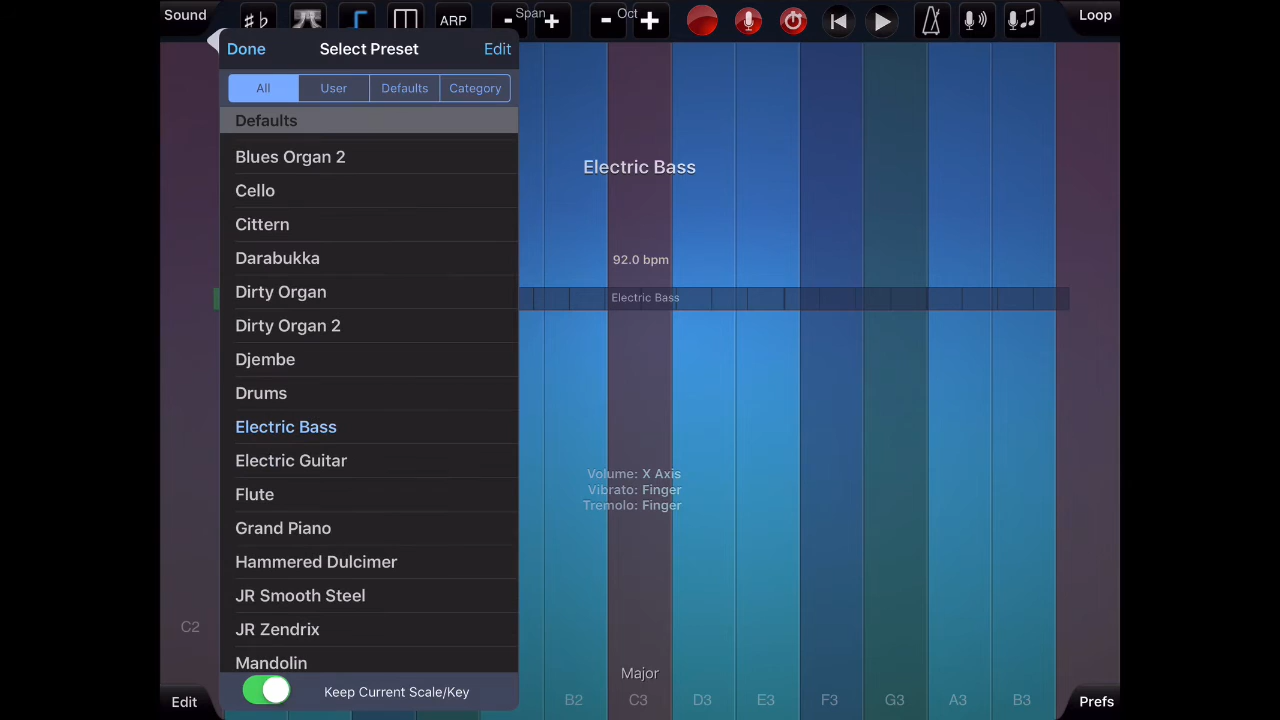 Sound
♯♭
ARP
- Span +
- Oct +
Loop
Done
Select Preset
Edit
All
User
Defaults
Category
Defaults
Blues Organ 2
Cello
Cittern
Darabukka
Dirty Organ
Dirty Organ 2
Djembe
Drums
Electric Bass
Electric Guitar
Flute
Grand Piano
Hammered Dulcimer
JR Smooth Steel
JR Zendrix
Mandolin
Keep Current Scale/Key
Electric Bass
92.0 bpm
Electric Bass
Volume: X Axis
Vibrato: Finger
Tremolo: Finger
C2
Major
B2 C3 D3 E3 F3 G3 A3 B3
Edit
Prefs